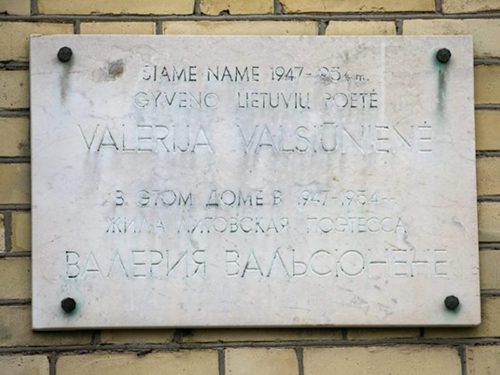 ŠIAME NAME 1947-1954 m.
GYVENO LIETUVIŲ POETĖ
VALERIJA VALSIŪNIENĖ
В ЭТОМ ДОМЕ В 1947-1954 гг.
ЖИЛА ЛИТОВСКАЯ ПОЭТЕССА
ВАЛЕРИЯ ВАЛЬСЮНЕНЕ